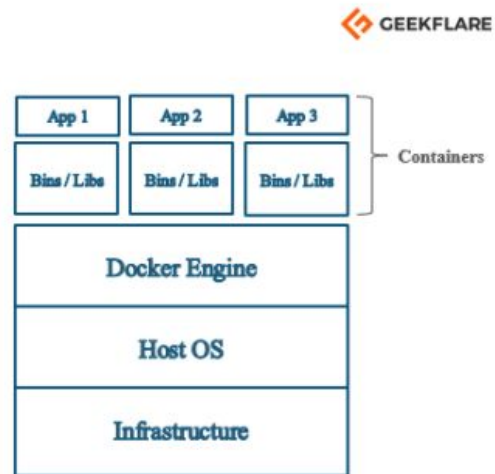 GEEKFLARE
App 1 App 2 App 3
Bins / Libs Bins / Libs Bins / Libs
Containers
Docker Engine
Host OS
Infrastructure